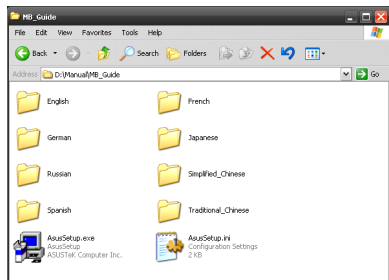 MB_Guide
File Edit View Favorites Tools Help
Back Search Folders
Address D:\Manual\MB_Guide Go
English French
German Japanese
Russian Simplified_Chinese
Spanish Traditional_Chinese
AsusSetup.exe AsusSetup.ini
AsusSetup Configuration Settings
ASUSTeK Computer Inc. 2 KB